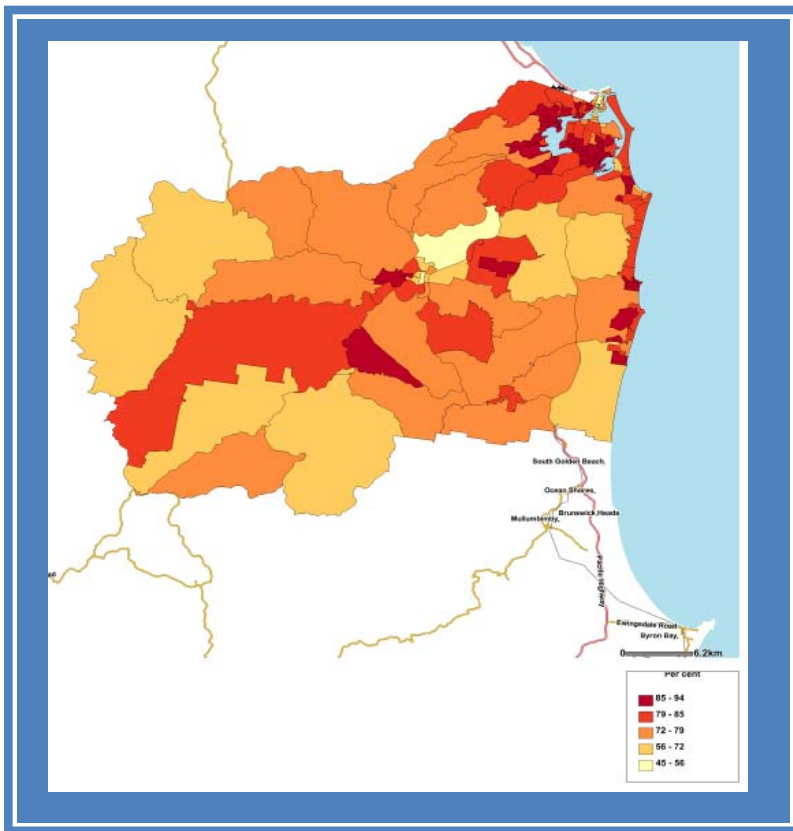 South Golden Beach,
Ocean Shores,
Brunswick Heads
Mullumbimby,
Pacific Highway
Ewingsdale Road
Byron Bay,
0 6.2km
Per cent
85 - 94
79 - 85
72 - 79
56 - 72
45 - 56